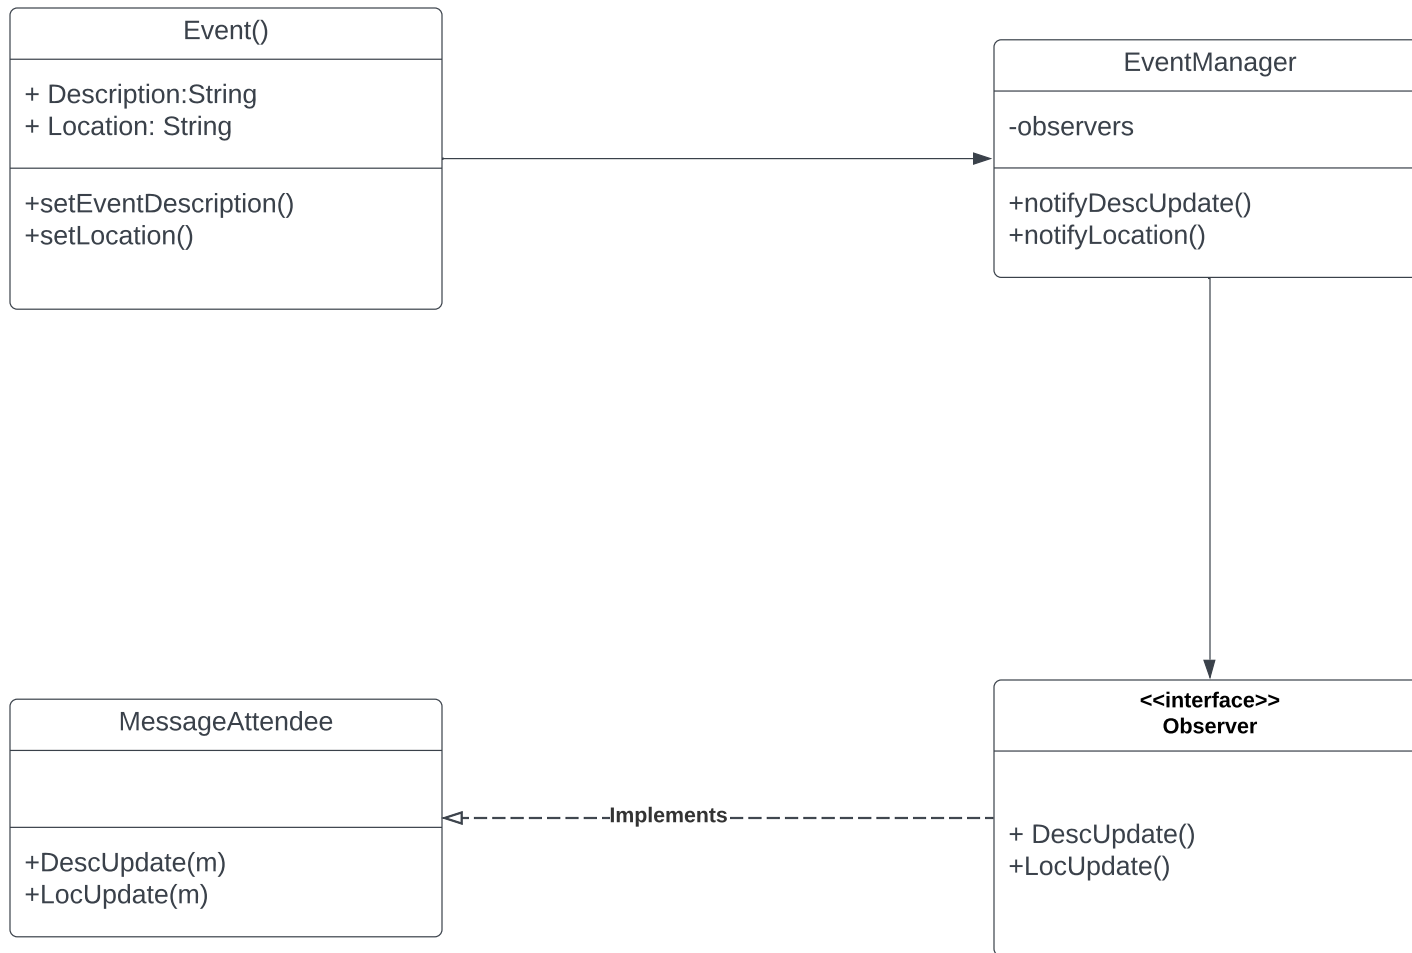 Event()
+ Description:String
+ Location: String
+setEventDescription()
+setLocation()
EventManager
-observers
+notifyDescUpdate()
+notifyLocation()
MessageAttendee
+DescUpdate(m)
+LocUpdate(m)
Implements
<<interface>>
Observer
+ DescUpdate()
+LocUpdate()